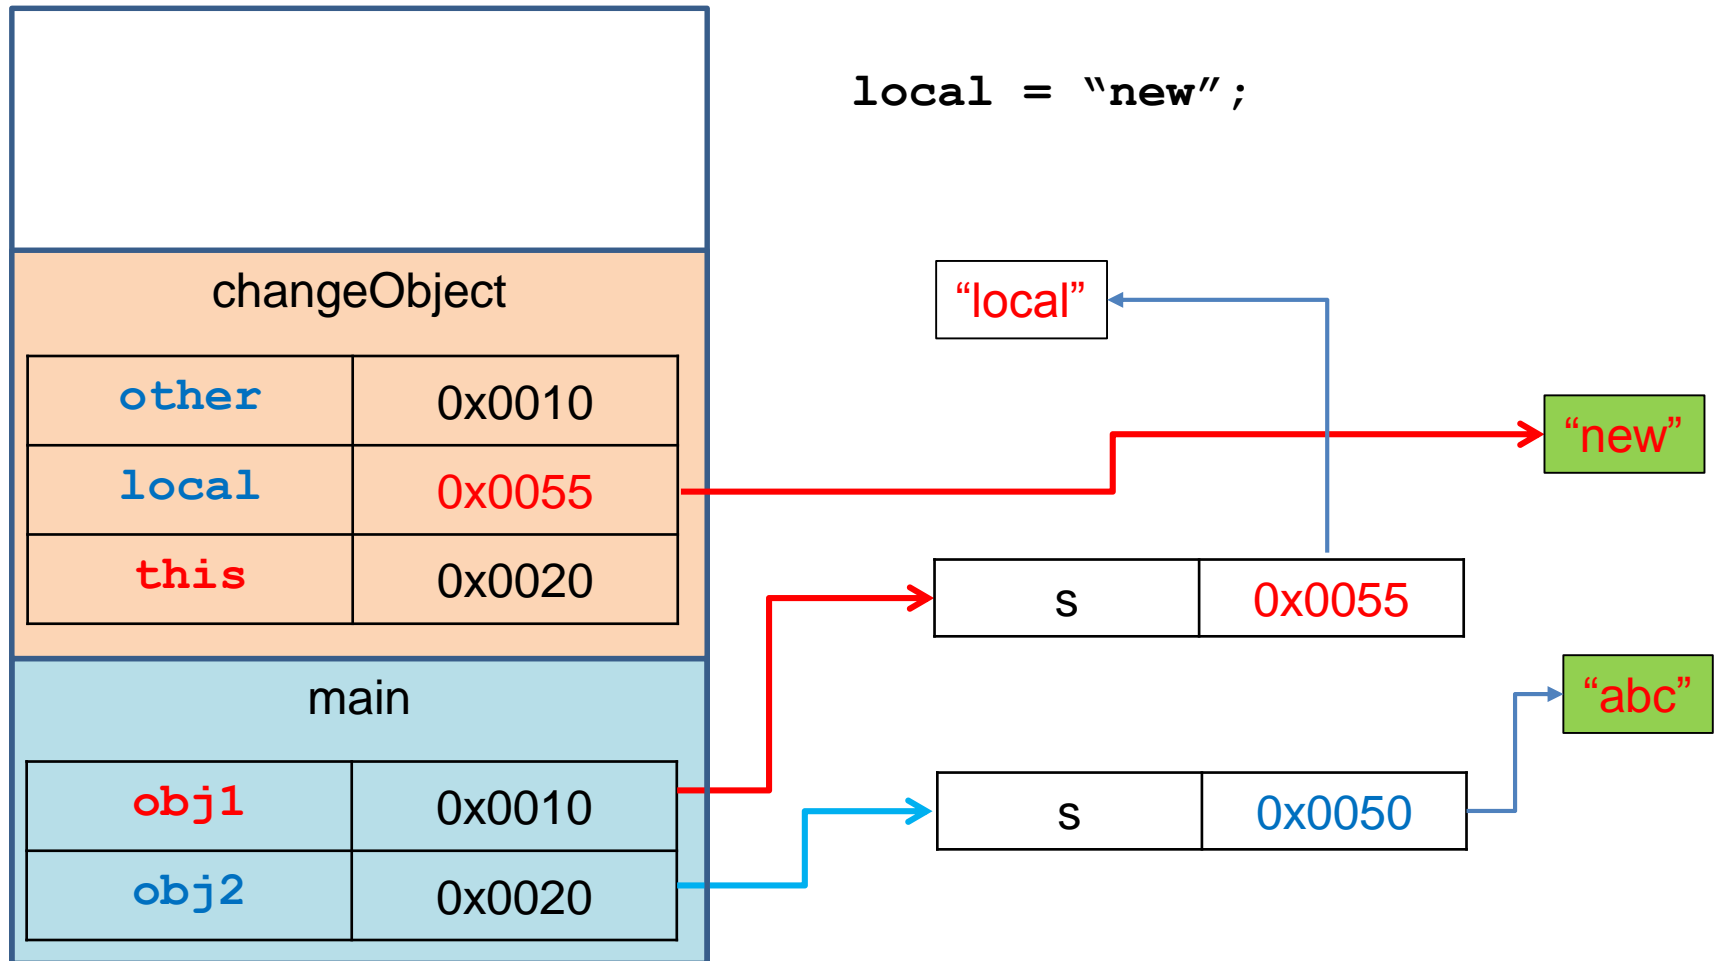 local = “new”;
changeObject
“local”
other 0x0010
“new”
local 0x0055
this 0x0020
s 0x0055
main
“abc”
obj1 0x0010
s 0x0050
obj2 0x0020